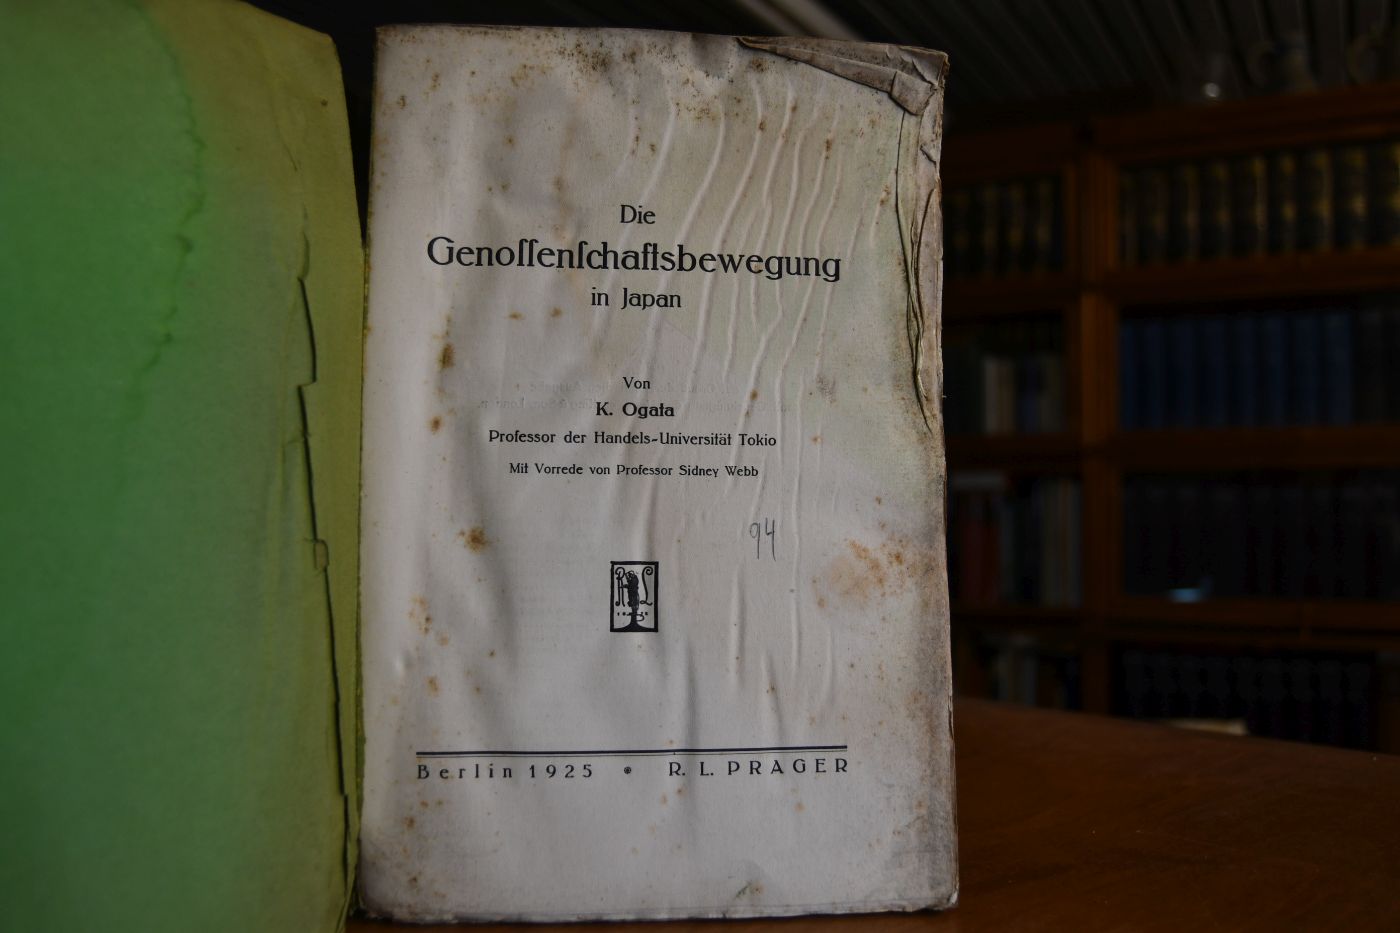 Die
Genoſſenſchaftsbewegung
in Japan
Von
K. Ogata
Professor der Handels-Universität Tokio
Mit Vorrede von Professor Sidney Webb
94
R L
Berlin 1925 • R. L. PRAGER